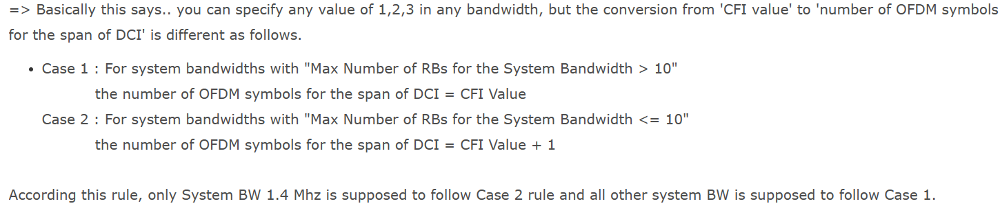 => Basically this says.. you can specify any value of 1,2,3 in any bandwidth, but the conversion from 'CFI value' to 'number of OFDM symbols
for the span of DCI' is different as follows.
• Case 1 : For system bandwidths with "Max Number of RBs for the System Bandwidth > 10"
the number of OFDM symbols for the span of DCI = CFI Value
Case 2 : For system bandwidths with "Max Number of RBs for the System Bandwidth <= 10"
the number of OFDM symbols for the span of DCI = CFI Value + 1
According this rule, only System BW 1.4 Mhz is supposed to follow Case 2 rule and all other system BW is supposed to follow Case 1.